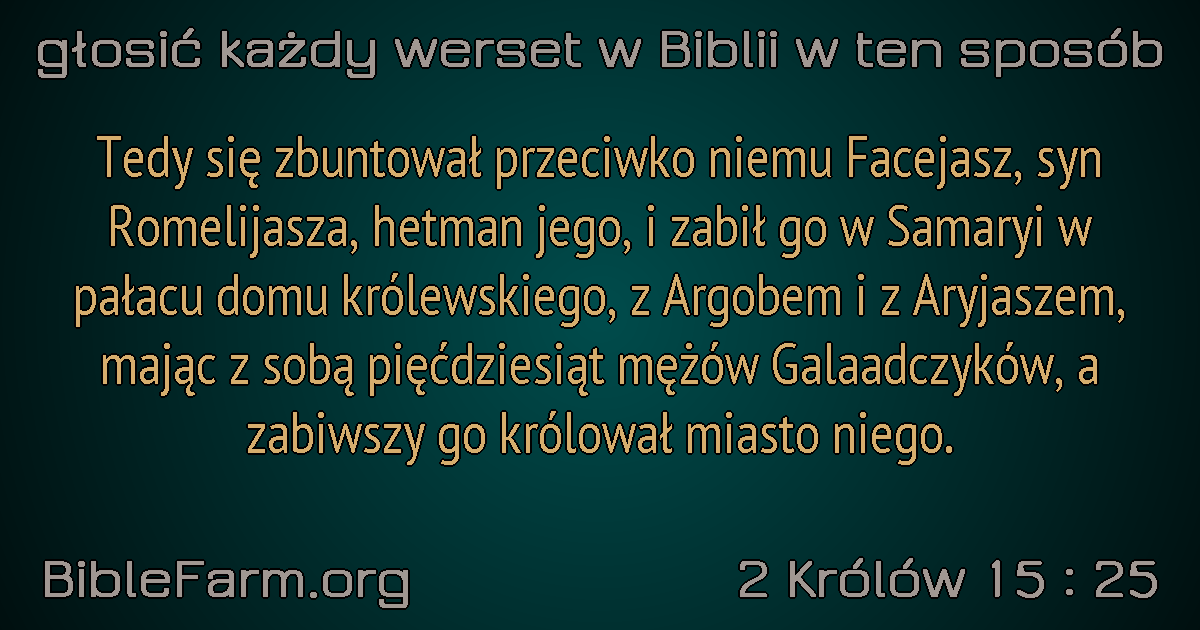 głosić każdy werset w Biblii w ten sposób
Tedy się zbuntował przeciwko niemu Facejasz, syn
Romelijasza, hetman jego, i zabił go w Samaryi w
pałacu domu królewskiego, z Argobem i z Aryjaszem,
mając z sobą pięćdziesiąt mężów Galaadczyków, a
zabiwszy go królował miasto niego.
BibleFarm.org
2 Królów 15 : 25